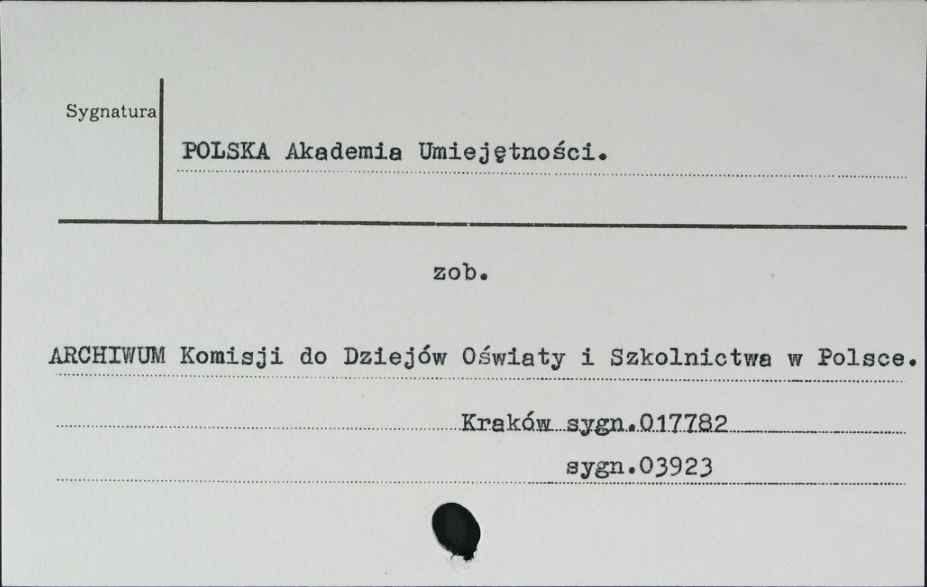 Sygnatura
POLSKA Akademia Umiejętności.
zob.
ARCHIWUM Komisji do Dziejów Oświaty i Szkolnictwa w Polsce.
Kraków sygn.017782
sygn.03923